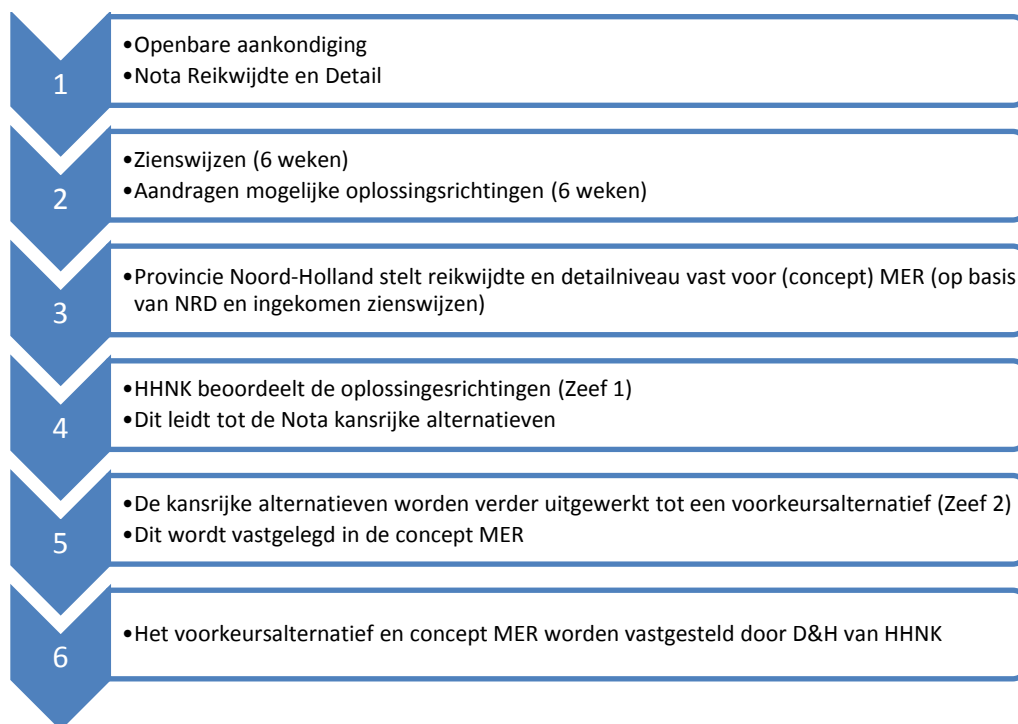 1
•Openbare aankondiging
•Nota Reikwijdte en Detail
2
•Zienswijzen (6 weken)
•Aandragen mogelijke oplossingsrichtingen (6 weken)
3
•Provincie Noord-Holland stelt reikwijdte en detailniveau vast voor (concept) MER (op basis
van NRD en ingekomen zienswijzen)
4
•HHNK beoordeelt de oplossingesrichtingen (Zeef 1)
•Dit leidt tot de Nota kansrijke alternatieven
5
•De kansrijke alternatieven worden verder uitgewerkt tot een voorkeursalternatief (Zeef 2)
•Dit wordt vastgelegd in de concept MER
6
•Het voorkeursalternatief en concept MER worden vastgesteld door D&H van HHNK